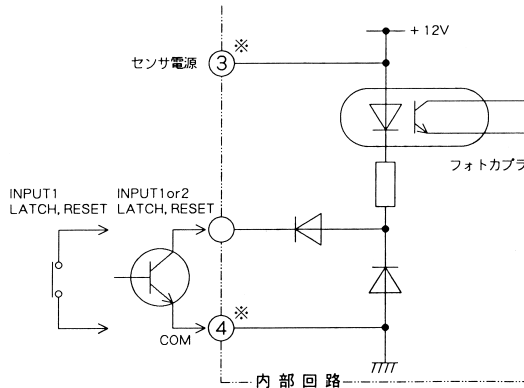 +12V
センサ電源
3
※
フォトカプラ
INPUT1
LATCH, RESET
INPUT1or2
LATCH, RESET
4
※
COM
内部回路